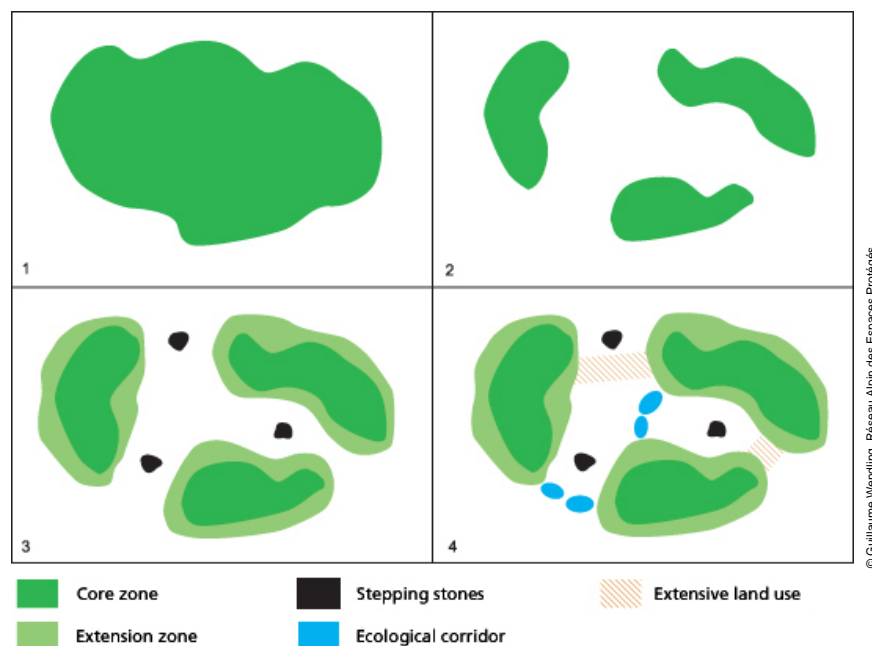 1
2
3
4
© Guillaume Wendling, Réseau Alpin des Espaces Protégés
Core zone
Stepping stones
Extensive land use
Extension zone
Ecological corridor